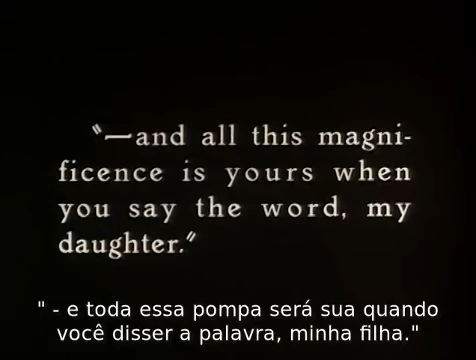 "—and all this magni-
ficence is yours when
you say the word, my
daughter."
" - e toda essa pompa será sua quando
você disser a palavra, minha filha."